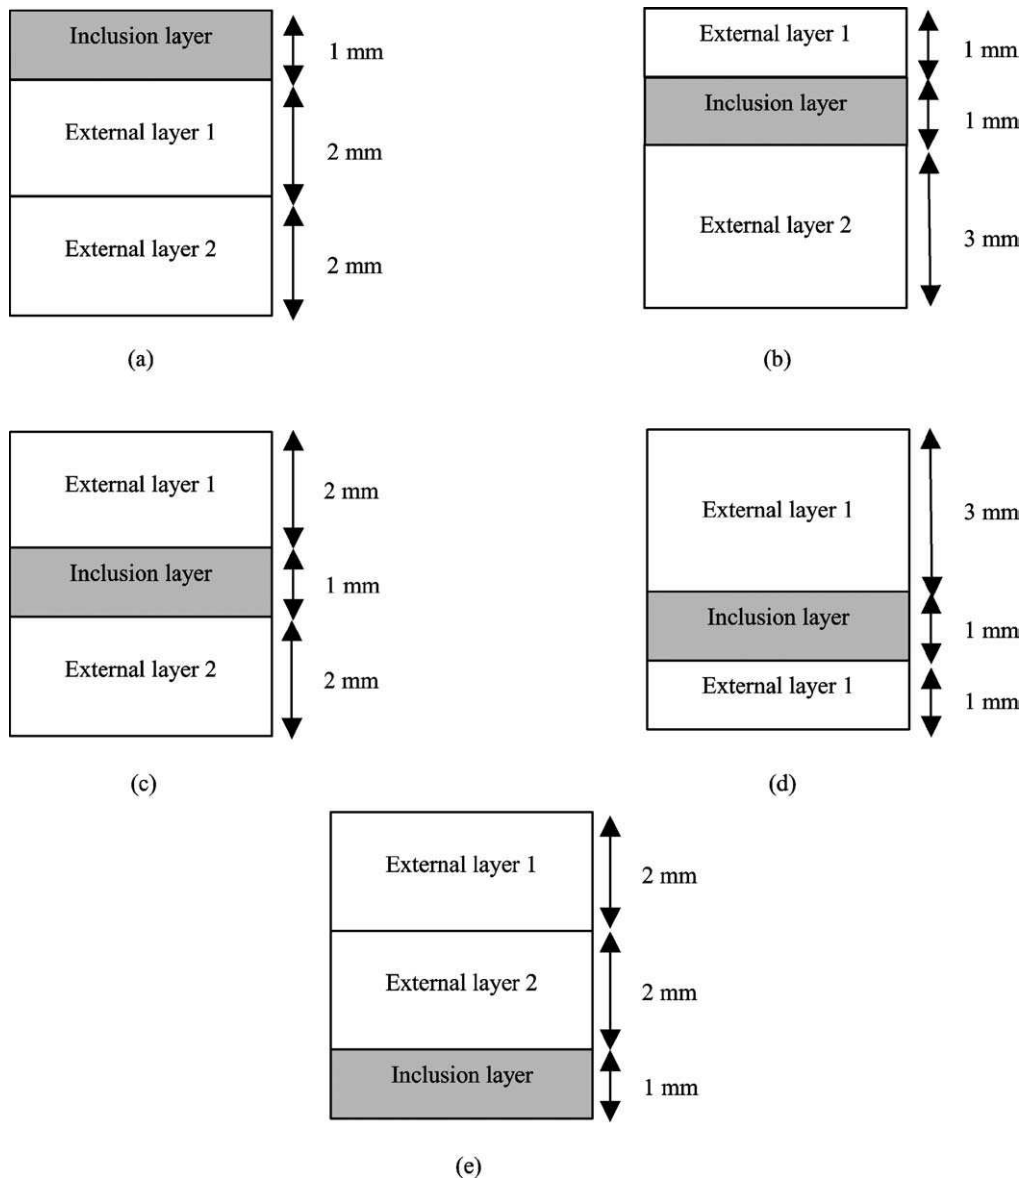 Inclusion layer
1 mm
External layer 1
2 mm
External layer 2
2 mm
(a)
External layer 1
1 mm
Inclusion layer
1 mm
External layer 2
3 mm
(b)
External layer 1
2 mm
Inclusion layer
1 mm
External layer 2
2 mm
(c)
External layer 1
3 mm
Inclusion layer
1 mm
External layer 1
1 mm
(d)
External layer 1
2 mm
External layer 2
2 mm
Inclusion layer
1 mm
(e)